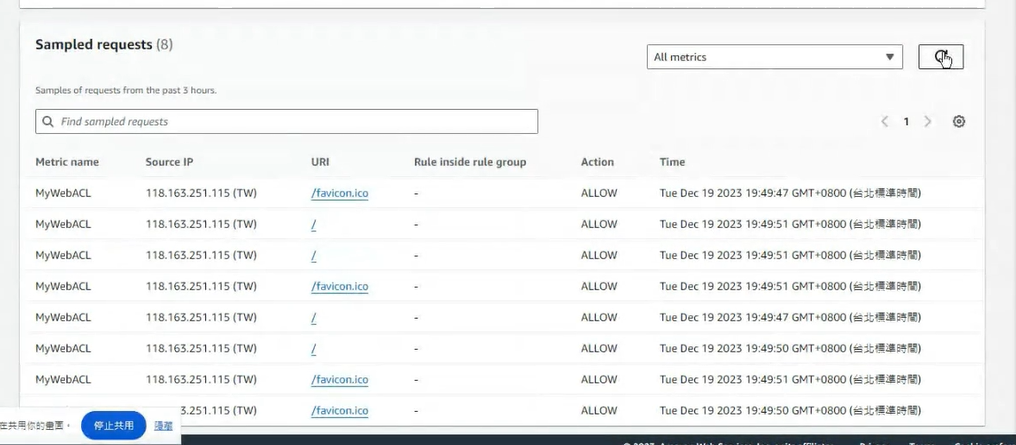 Sampled requests (8)
All metrics
Samples of requests from the past 3 hours.
Find sampled requests
1
Metric name Source IP URI Rule inside rule group Action Time
MyWebACL 118.163.251.115 (TW) /favicon.ico - ALLOW Tue Dec 19 2023 19:49:47 GMT+0800 (台北標準時間)
MyWebACL 118.163.251.115 (TW) / - ALLOW Tue Dec 19 2023 19:49:51 GMT+0800 (台北標準時間)
MyWebACL 118.163.251.115 (TW) / - ALLOW Tue Dec 19 2023 19:49:51 GMT+0800 (台北標準時間)
MyWebACL 118.163.251.115 (TW) /favicon.ico - ALLOW Tue Dec 19 2023 19:49:51 GMT+0800 (台北標準時間)
MyWebACL 118.163.251.115 (TW) / - ALLOW Tue Dec 19 2023 19:49:47 GMT+0800 (台北標準時間)
MyWebACL 118.163.251.115 (TW) / - ALLOW Tue Dec 19 2023 19:49:50 GMT+0800 (台北標準時間)
MyWebACL 118.163.251.115 (TW) /favicon.ico - ALLOW Tue Dec 19 2023 19:49:51 GMT+0800 (台北標準時間)
.163.251.115 (TW) /favicon.ico - ALLOW Tue Dec 19 2023 19:49:50 GMT+0800 (台北標準時間)
在共用你的畫面。 停止共用 隱藏